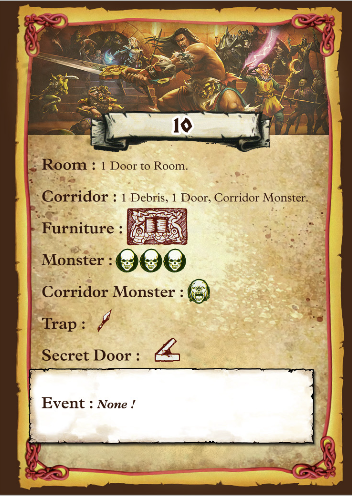 10
Room : 1 Door to Room.
Corridor : 1 Debris, 1 Door, Corridor Monster.
Furniture :
Monster :
Corridor Monster :
Trap :
Secret Door :
Event : None !